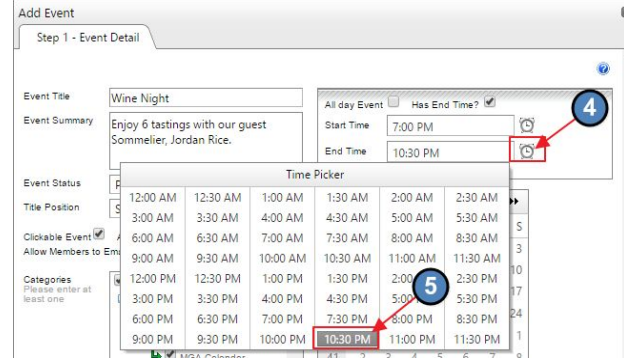 Add Event
Step 1 - Event Detail
Event Title
Wine Night
Event Summary
Enjoy 6 tastings with our guest
Sommelier, Jordan Rice.
All day Event
Has End Time?
4
Start Time
7:00 PM
End Time
10:30 PM
Time Picker
Event Status
Title Position
Clickable Event
Allow Members to
Categories
Please enter at
least one
12:00 AM 12:30 AM 1:00 AM 1:30 AM 2:00 AM 2:30 AM
3:00 AM 3:30 AM 4:00 AM 4:30 AM 5:00 AM 5:30 AM
6:00 AM 6:30 AM 7:00 AM 7:30 AM 8:00 AM 8:30 AM
9:00 AM 9:30 AM 10:00 AM 10:30 AM 11:00 AM 11:30 AM
12:00 PM 12:30 PM 1:00 PM 1:30 PM 2:00 2:30 PM
3:00 PM 3:30 PM 4:00 PM 4:30 PM 5:00 5:30 PM
6:00 PM 6:30 PM 7:00 PM 7:30 PM 8:00 PM 8:30 PM
9:00 PM 9:30 PM 10:00 PM 10:30 PM 11:00 PM 11:30 PM
5
S
3
10
17
24
1
MGA Calendar